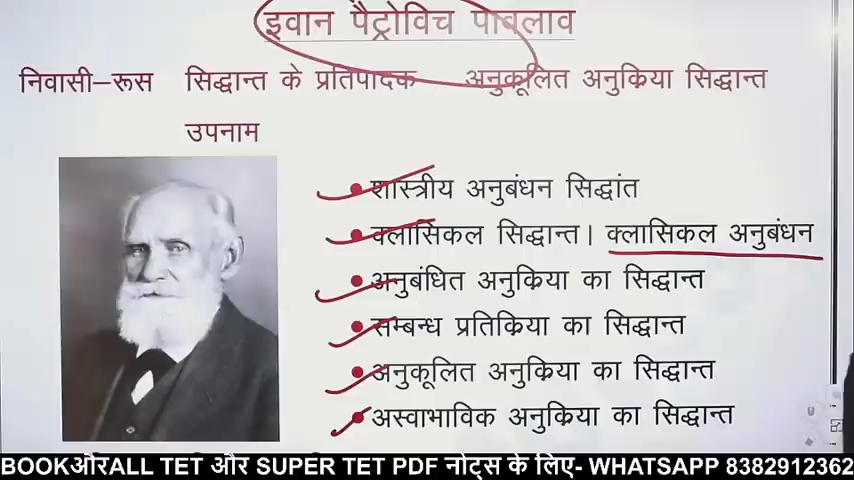 इवान पैट्रोविच पावलाव
निवासी–रूस सिद्धान्त के प्रतिपादक अनुकूलित अनुक्रिया सिद्धान्त
उपनाम
• शास्त्रीय अनुबंधन सिद्धांत
• क्लासिकल सिद्धान्त। क्लासिकल अनुबंधन
• अनुबंधित अनुक्रिया का सिद्धान्त
• सम्बन्ध प्रतिक्रिया का सिद्धान्त
• अनुकूलित अनुक्रिया का सिद्धान्त
• अस्वाभाविक अनुक्रिया का सिद्धान्त
BOOKऔरALL TET और SUPER TET PDF नोट्स के लिए- WHATSAPP 8382912362